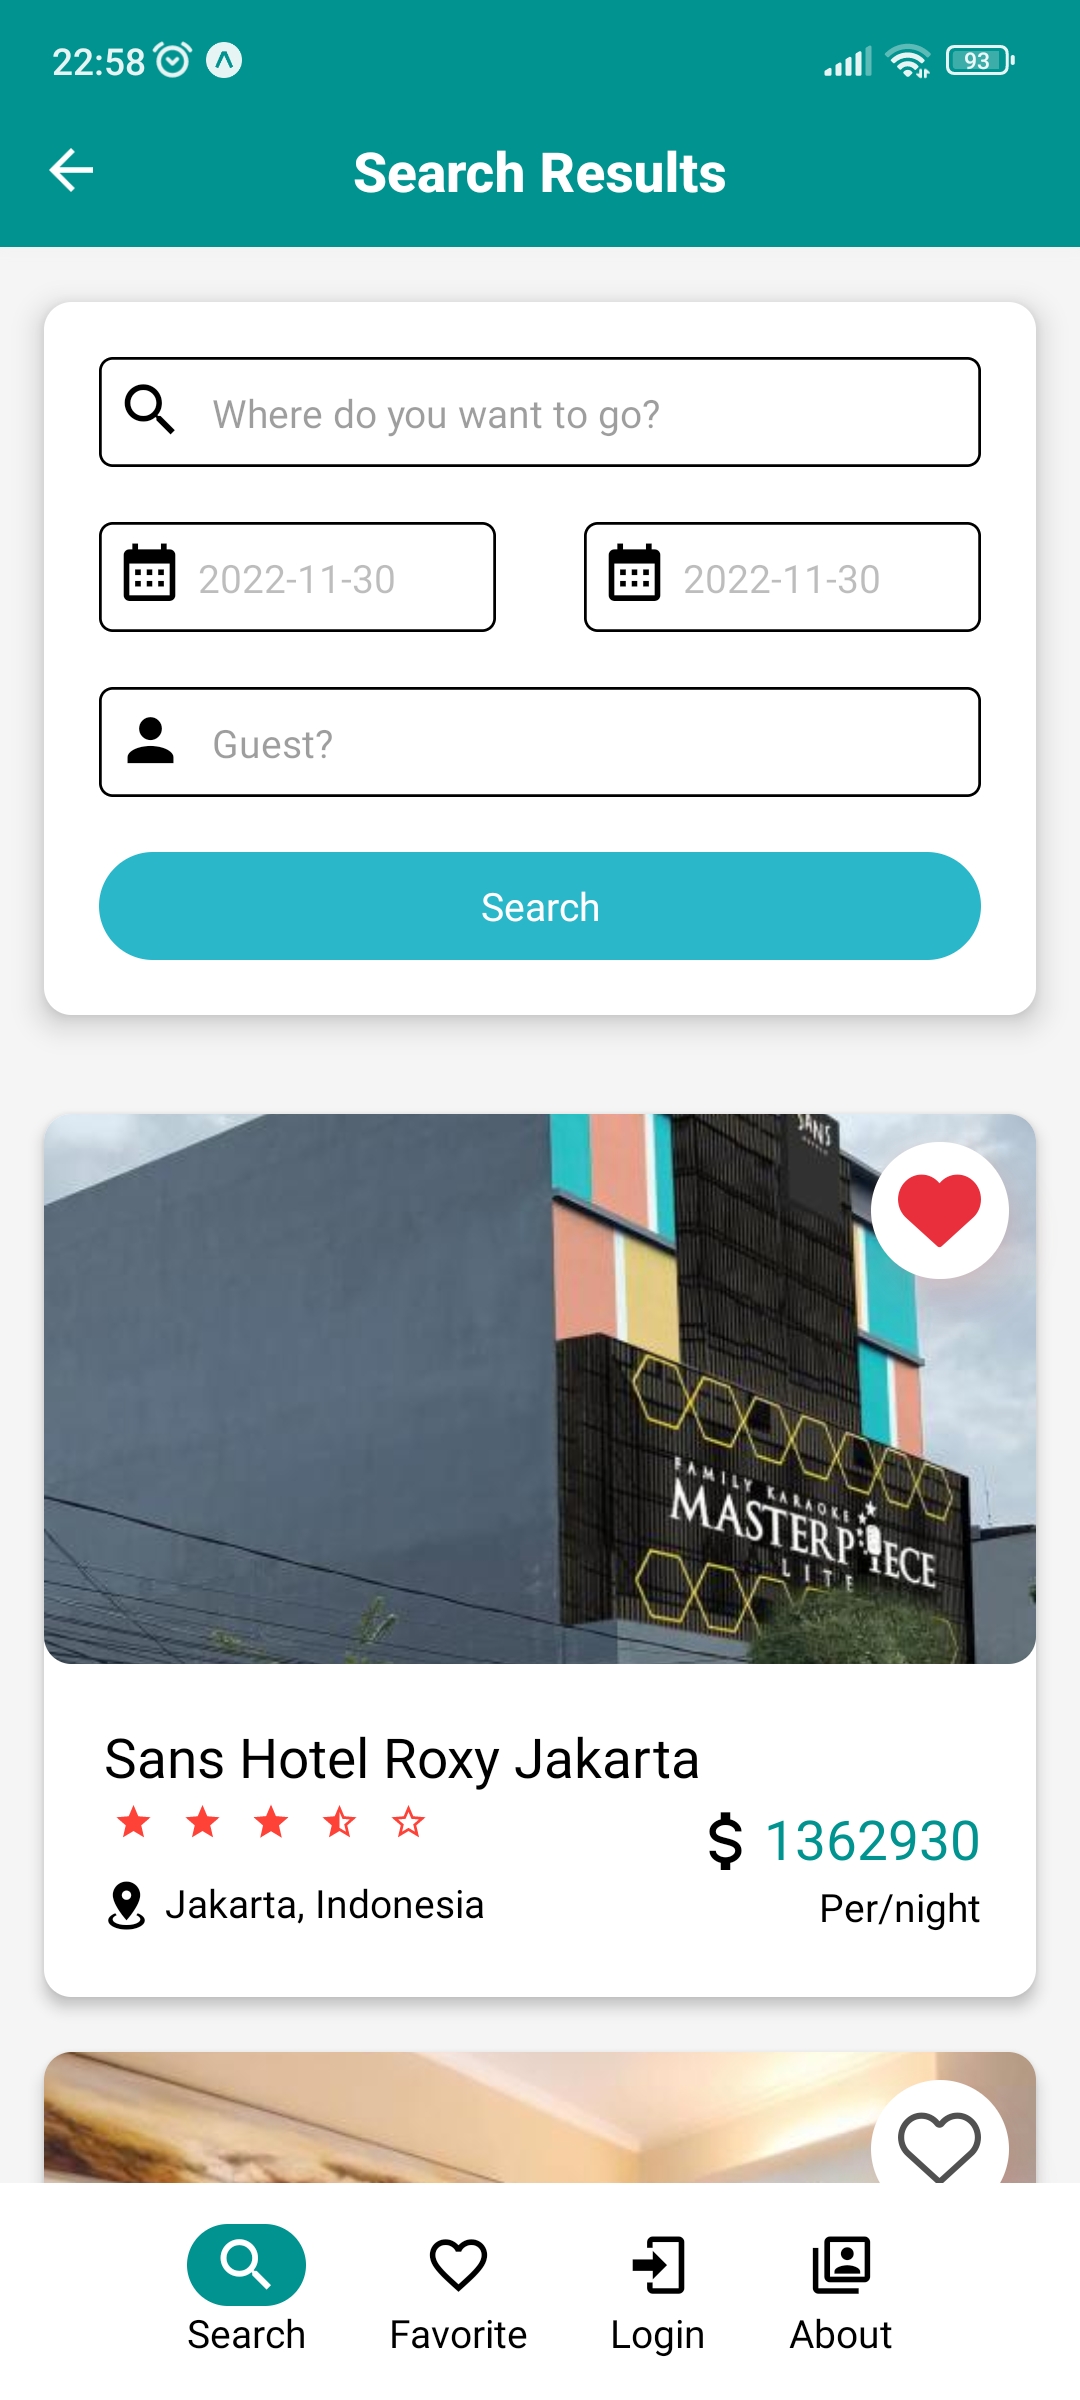 22:58
93
Search Results
Where do you want to go?
2022-11-30
2022-11-30
Guest?
Search
SANS
FAMILY KARAOKE
MASTERPIECE
LITE
Sans Hotel Roxy Jakarta
$ 1362930
Jakarta, Indonesia
Per/night
Search
Favorite
Login
About